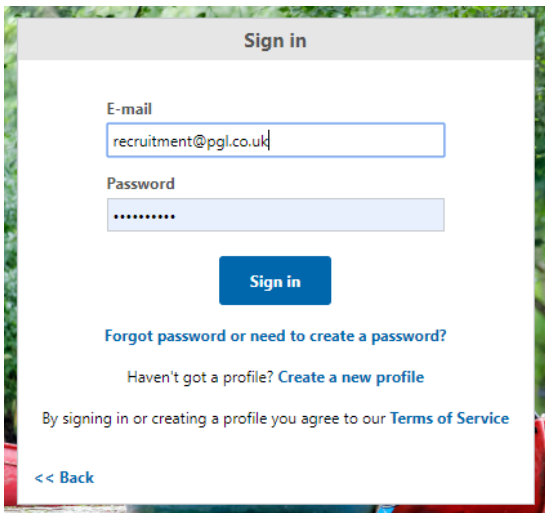 Sign in
E-mail
recruitment@pgl.co.uk
Password
••••••••••
Sign in
Forgot password or need to create a password?
Haven't got a profile? Create a new profile
By signing in or creating a profile you agree to our Terms of Service
<< Back